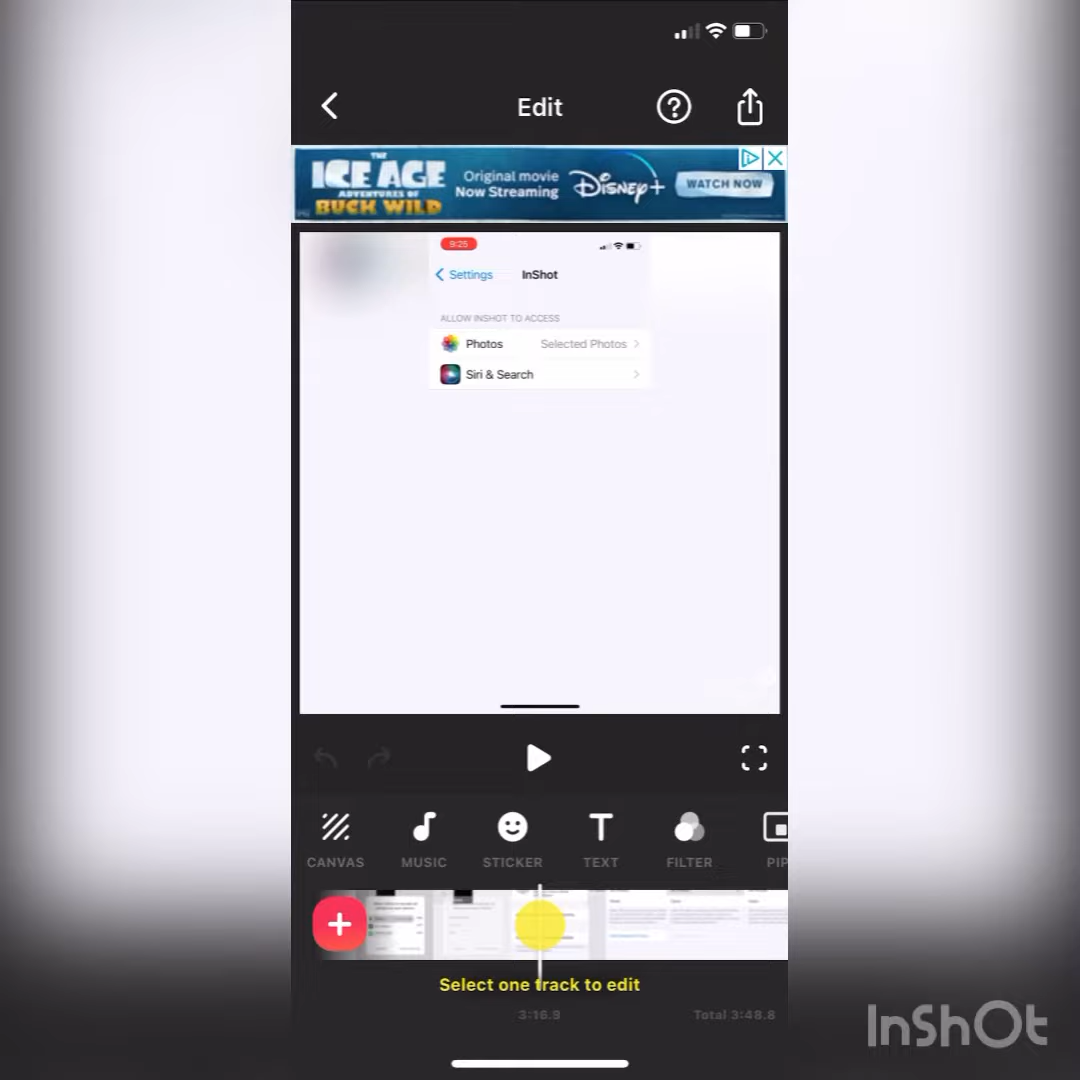 Edit
THE
ICE AGE
ADVENTURES OF
BUCK WILD
Original movie
Now Streaming
Disney+
WATCH NOW
9:25
Settings
InShot
ALLOW INSHOT TO ACCESS
Photos Selected Photos
Siri & Search
CANVAS MUSIC STICKER TEXT FILTER PIP
Select one track to edit
3:16.9 Total 3:48.8
InShOt